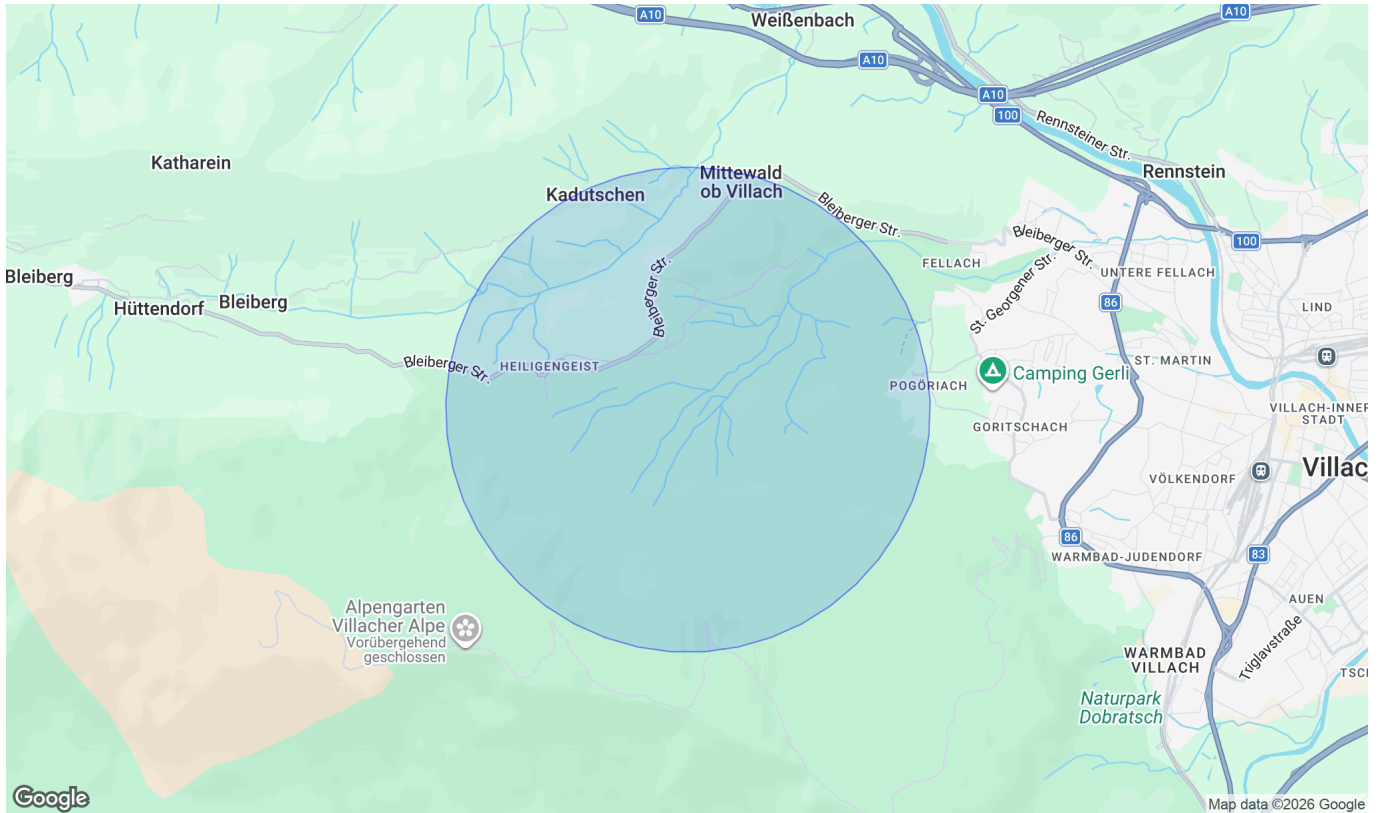 A10
Weißenbach
A10
A10
A10
100
Rennsteiner Str.
Katharein
Kadutschen
Mittewald
ob Villach
Rennstein
Bleiberger Str.
Bleiberger Str.
100
FELLACH
UNTERE FELLACH
Bleiberg
Hüttendorf
Bleiberg
Bleiberger Str.
St. Georgener Str.
86
LIND
Bleiberger Str.
HEILIGENGEIST
ST. MARTIN
Camping Gerli
POGÖRIACH
VILLACH-INNER
STADT
GORITSCHACH
Villac
VÖLKENDORF
86
WARMBAD-JUDENDORF
83
AUEN
Alpengarten
Villacher Alpe
Vorübergehend
geschlossen
Triglavstraße
WARMBAD
VILLACH
TSCH
Naturpark
Dobratsch
Google
Map data ©2026 Google